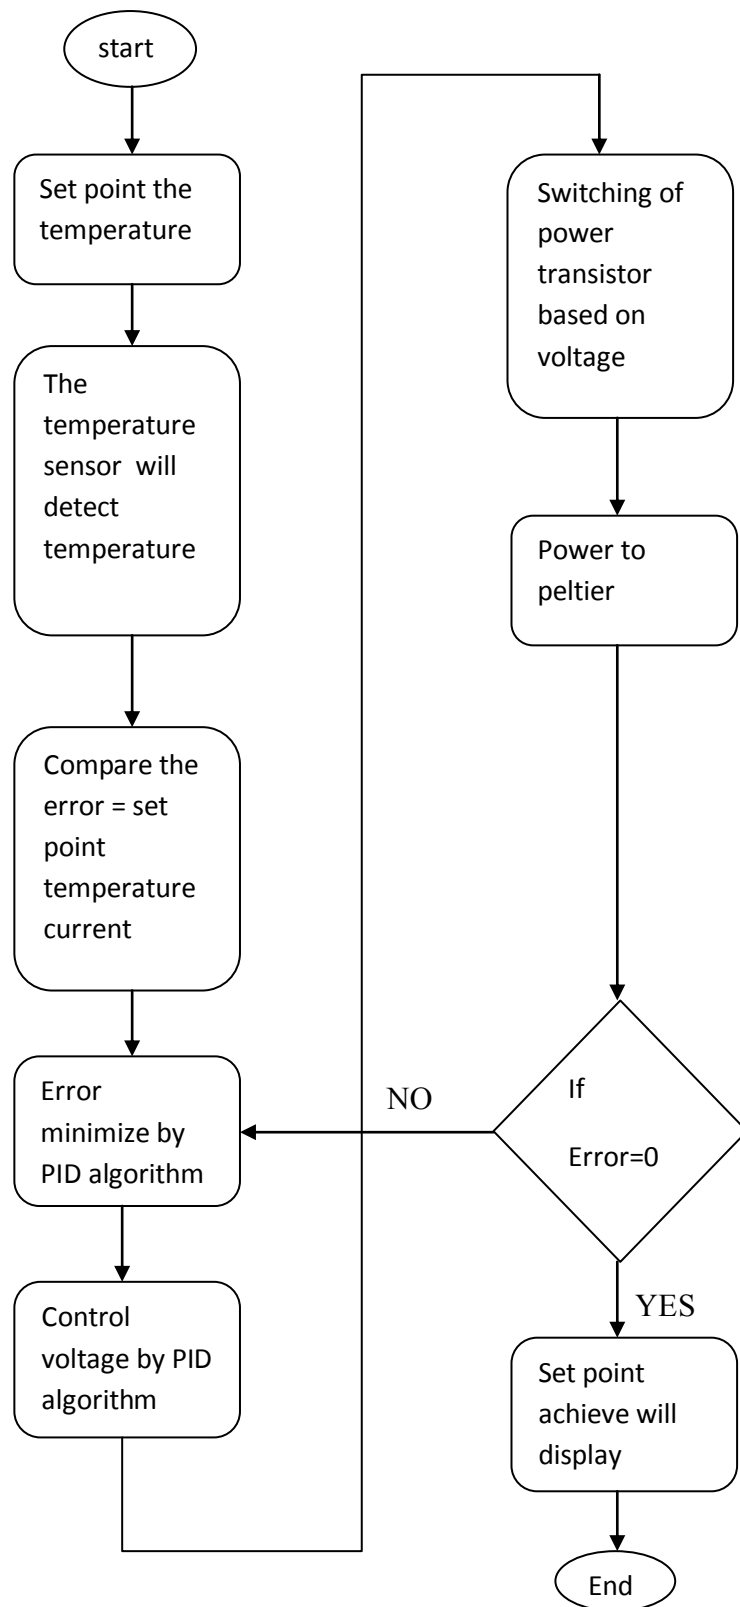 start
Set point the
temperature
The
temperature
sensor  will
detect
temperature
Compare the
error = set
point
temperature
current
Error
minimize by
PID algorithm
Control
voltage by PID
algorithm
Switching of
power
transistor
based on
voltage
Power to
peltier
If
Error=0
NO
YES
Set point
achieve will
display
End